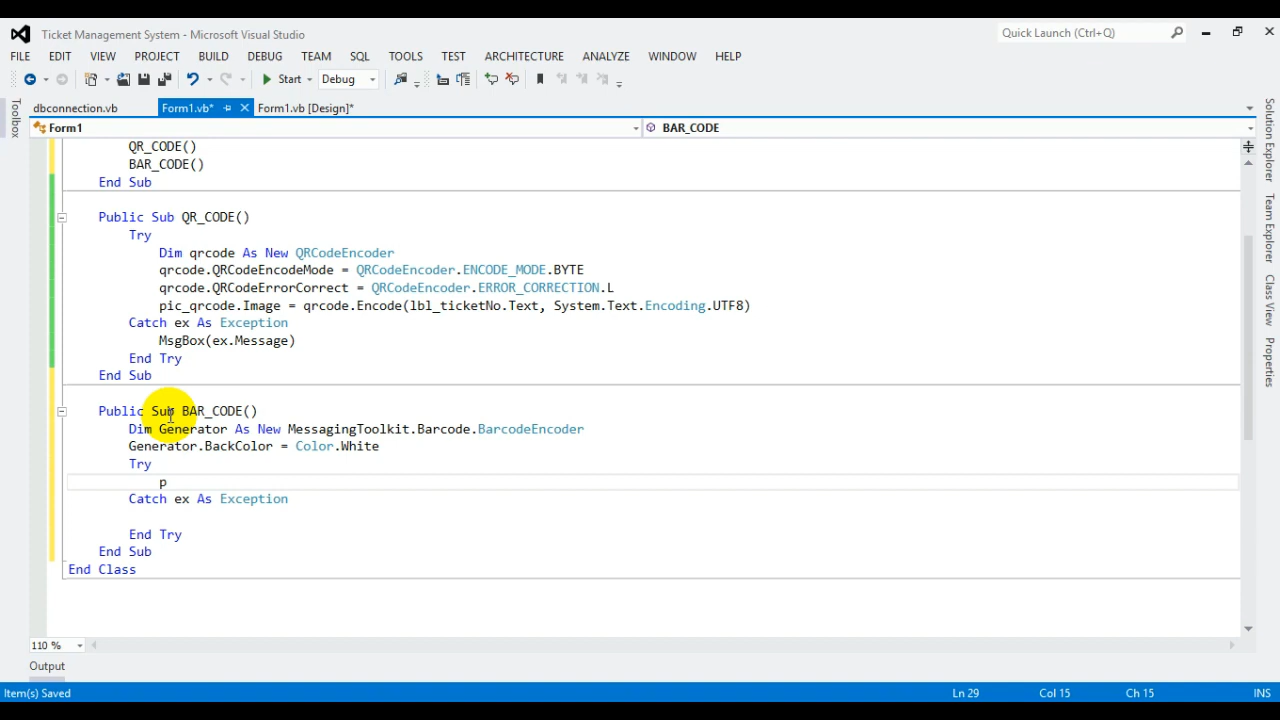 Ticket Management System - Microsoft Visual Studio
Quick Launch (Ctrl+Q)
FILE EDIT VIEW PROJECT BUILD DEBUG TEAM SQL TOOLS TEST ARCHITECTURE ANALYZE WINDOW HELP
Start Debug
dbconnection.vb Form1.vb* Form1.vb [Design]*
Form1 BAR_CODE
QR_CODE()
BAR_CODE()
End Sub
Public Sub QR_CODE()
Try
Dim qrcode As New QRCodeEncoder
qrcode.QRCodeEncodeMode = QRCodeEncoder.ENCODE_MODE.BYTE
qrcode.QRCodeErrorCorrect = QRCodeEncoder.ERROR_CORRECTION.L
pic_qrcode.Image = qrcode.Encode(lbl_ticketNo.Text, System.Text.Encoding.UTF8)
Catch ex As Exception
MsgBox(ex.Message)
End Try
End Sub
Public Sub BAR_CODE()
Dim Generator As New MessagingToolkit.Barcode.BarcodeEncoder
Generator.BackColor = Color.White
Try
p
Catch ex As Exception
End Try
End Sub
End Class
110 %
Output
Item(s) Saved Ln 29 Col 15 Ch 15 INS
Toolbox
Solution Explorer
Team Explorer
Class View
Properties